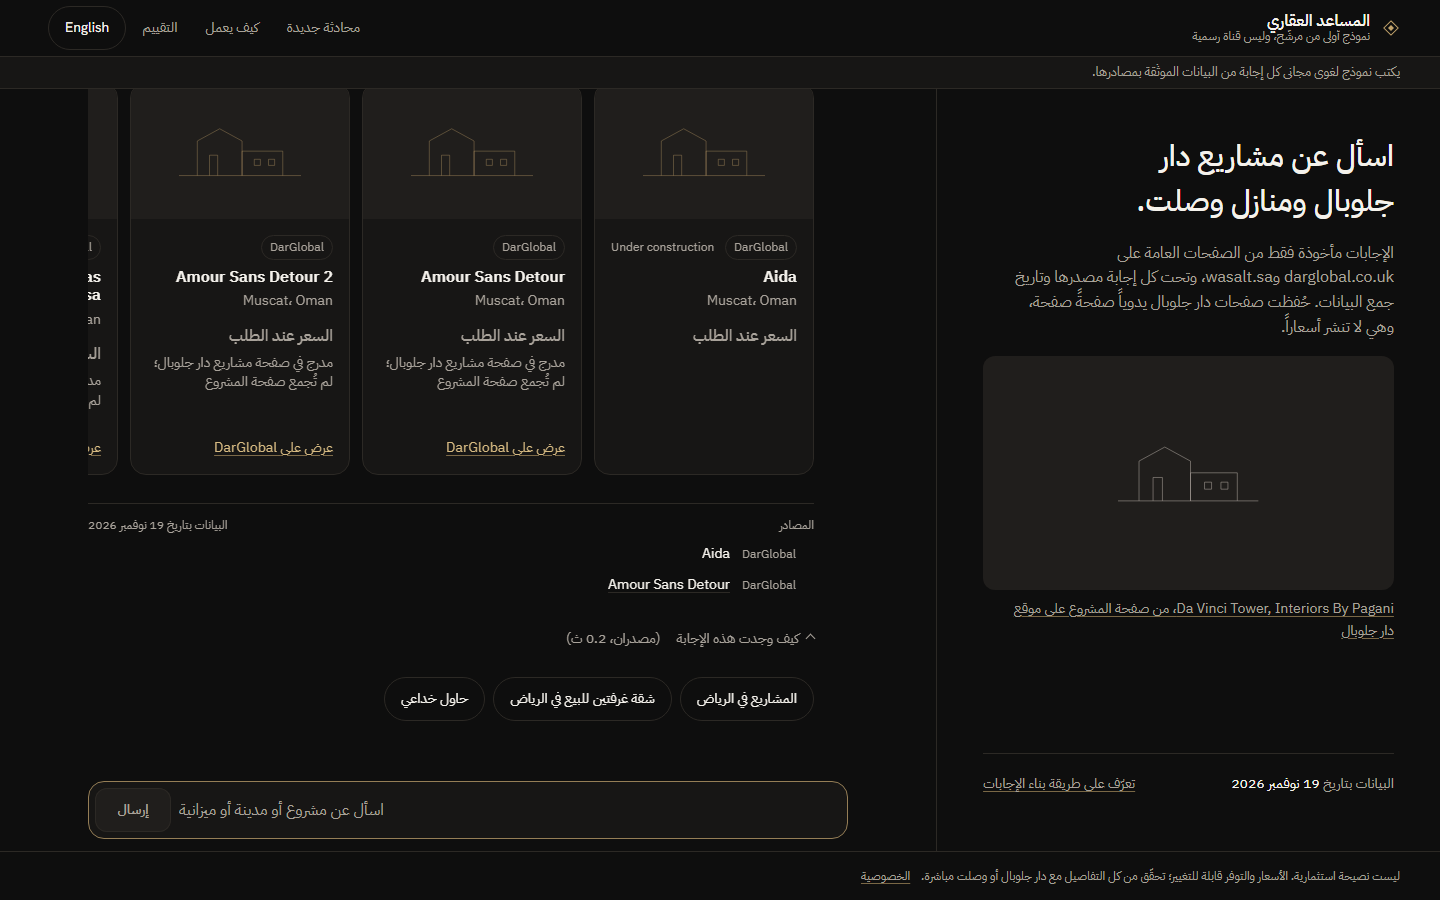 المساعد العقاري
نموذج أولي من مرشّح، وليس قناة رسمية
محادثة جديدة
كيف يعمل
التقييم
English
يكتب نموذج لغوي مجاني كل إجابة من البيانات الموثّقة بمصادرها.
اسأل عن مشاريع دار
جلوبال ومنازل وصلت.
الإجابات مأخوذة فقط من الصفحات العامة على
darglobal.co.uk وwasalt.sa، وتحت كل إجابة مصدرها وتاريخ
جمع البيانات. حُفظت صفحات دار جلوبال يدوياً صفحةً صفحة،
وهي لا تنشر أسعاراً.
Da Vinci Tower, Interiors By Pagani، من صفحة المشروع على موقع
دار جلوبال
البيانات بتاريخ 19 نوفمبر 2026
تعرّف على طريقة بناء الإجابات
DarGlobal
Under construction
Aida
Muscat، Oman
السعر عند الطلب
DarGlobal
Amour Sans Detour
Muscat، Oman
السعر عند الطلب
مدرج في صفحة مشاريع دار جلوبال؛
لم تُجمع صفحة المشروع
عرض على DarGlobal
DarGlobal
Amour Sans Detour 2
Muscat، Oman
السعر عند الطلب
مدرج في صفحة مشاريع دار جلوبال؛
لم تُجمع صفحة المشروع
عرض على DarGlobal
المصادر
البيانات بتاريخ 19 نوفمبر 2026
DarGlobal Aida
DarGlobal Amour Sans Detour
كيف وجدت هذه الإجابة (مصدران، 0.2 ث)
المشاريع في الرياض
شقة غرفتين للبيع في الرياض
حاول خداعي
اسأل عن مشروع أو مدينة أو ميزانية
إرسال
ليست نصيحة استثمارية. الأسعار والتوفر قابلة للتغيير؛ تحقّق من كل التفاصيل مع دار جلوبال أو وصلت مباشرة.
الخصوصية